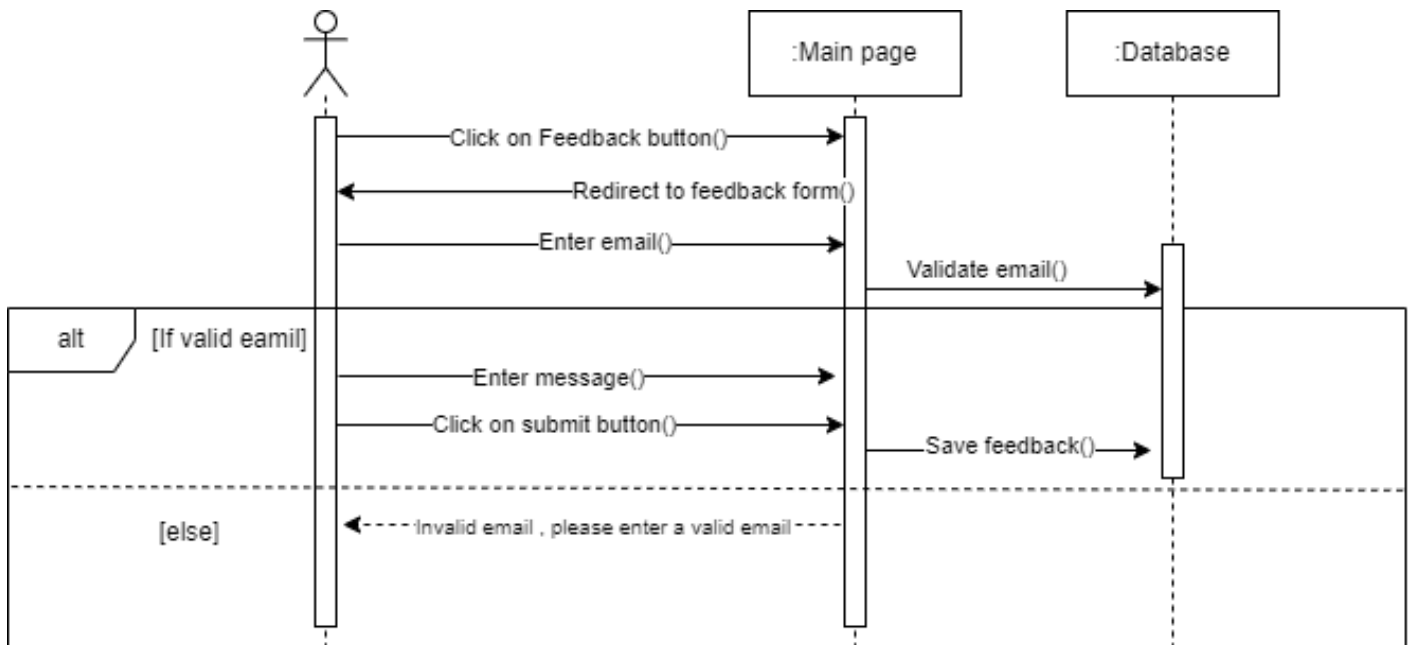 :Main page
:Database
Click on Feedback button()
Redirect to feedback form()
Enter email()
Validate email()
alt
[If valid eamil]
Enter message()
Click on submit button()
Save feedback()
[else]
Invalid email , please enter a valid email